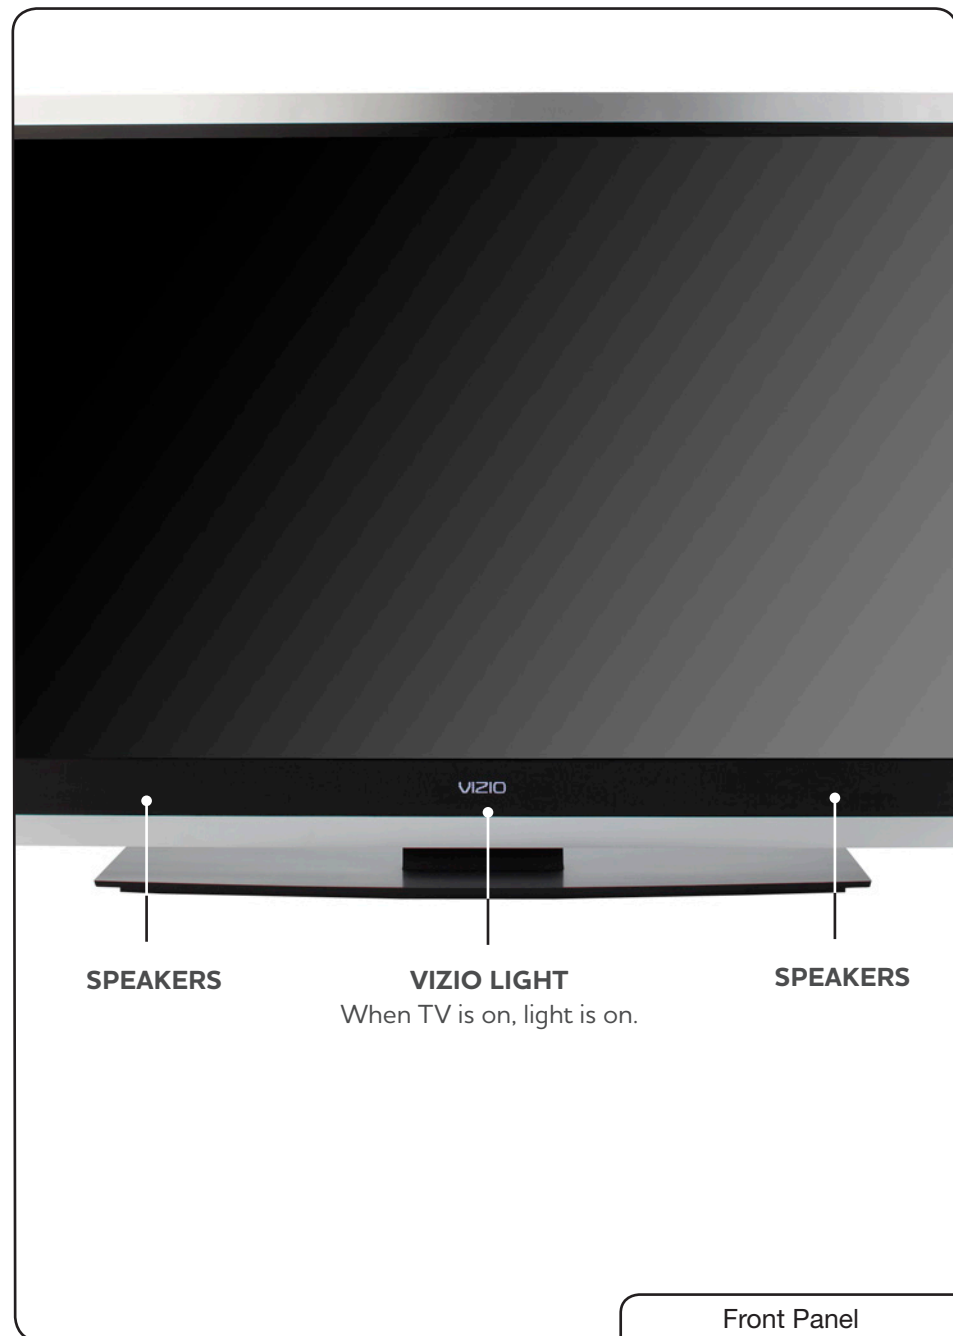 VIZIO
SPEAKERS
VIZIO LIGHT
When TV is on, light is on.
SPEAKERS
Front Panel